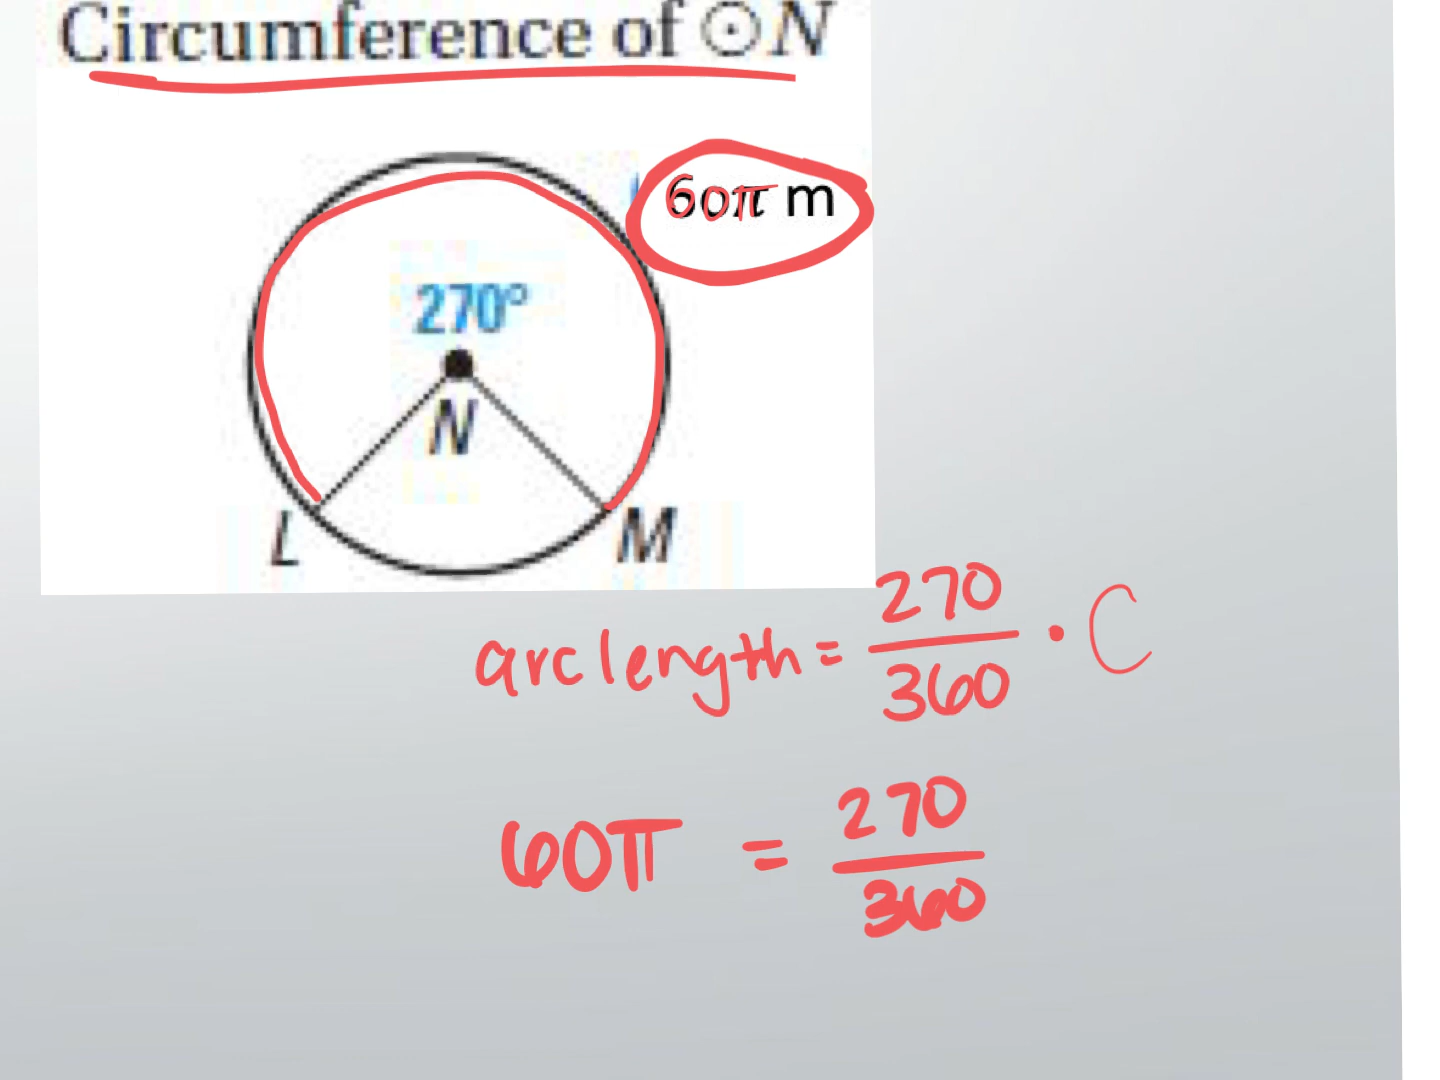 Circumference of ⊙N
60π m
270°
N
L
M
arc length = 270/360 · C
60π = 270/360